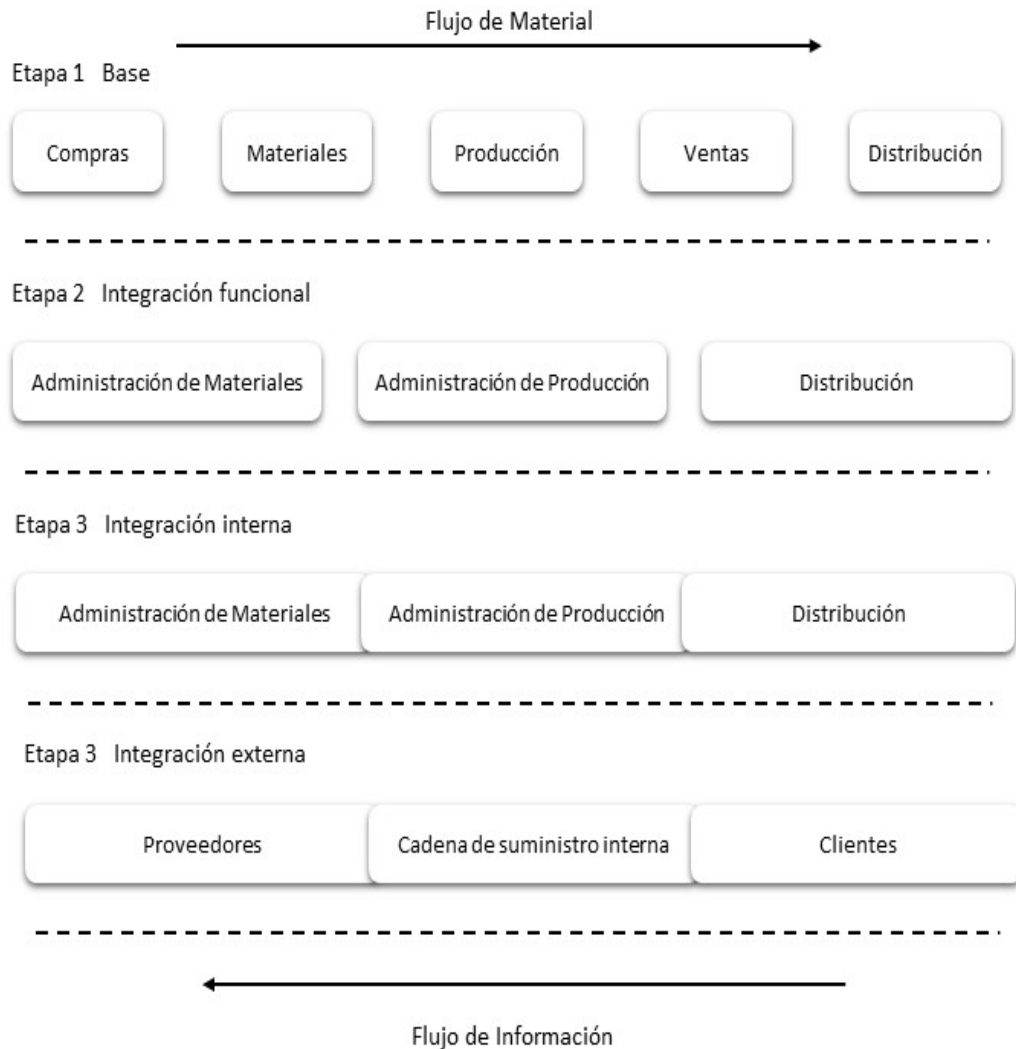 Flujo de Material
Etapa 1 Base
Compras Materiales Producción Ventas Distribución
Etapa 2 Integración funcional
Administración de Materiales Administración de Producción Distribución
Etapa 3 Integración interna
Administración de Materiales Administración de Producción Distribución
Etapa 3 Integración externa
Proveedores Cadena de suministro interna Clientes
Flujo de Información